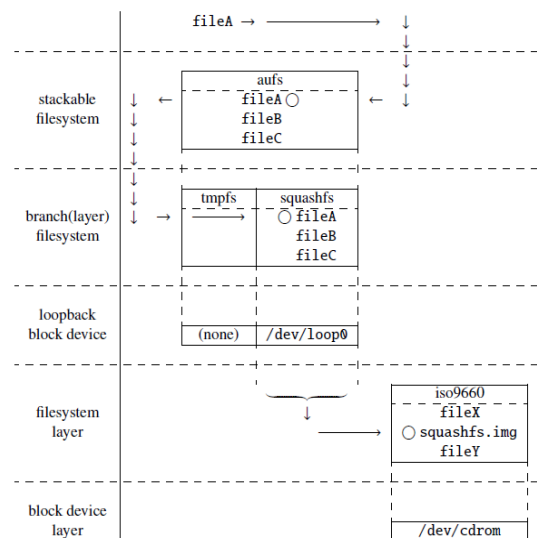 fileA → → ↓
↓
↓
↓
↓
aufs
stackable
filesystem
↓ ← fileA ○ ← ↓
↓ fileB
↓ fileC
↓
↓
↓
↓
tmpfs squashfs
branch(layer)
filesystem
↓ → → ○ fileA
fileB
fileC
loopback
block device
(none) /dev/loop0
iso9660
filesystem
layer
↓ fileX
→ ○ squashfs.img
fileY
block device
layer
/dev/cdrom